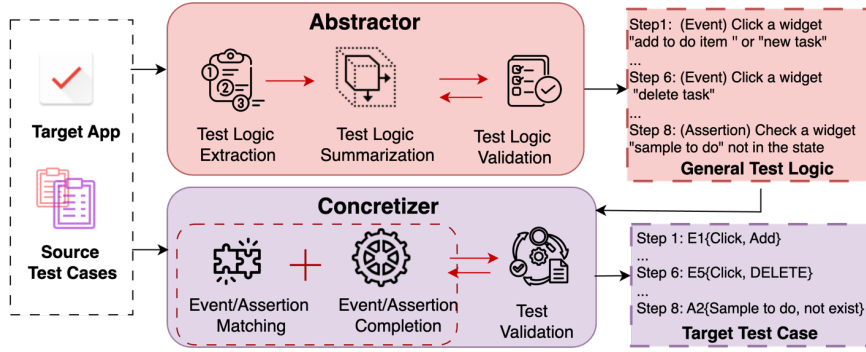 Target App
Source
Test Cases
Abstractor
1
2
3
Test Logic
Extraction
Test Logic
Summarization
Test Logic
Validation
Step1: (Event) Click a widget
"add to do item " or "new task"
...
Step 6: (Event) Click a widget
"delete task"
...
Step 8: (Assertion) Check a widget
"sample to do" not in the state
General Test Logic
Concretizer
Event/Assertion
Matching
Event/Assertion
Completion
Test
Validation
Step 1: E1{Click, Add}
...
Step 6: E5{Click, DELETE}
...
Step 8: A2{Sample to do, not exist}
Target Test Case